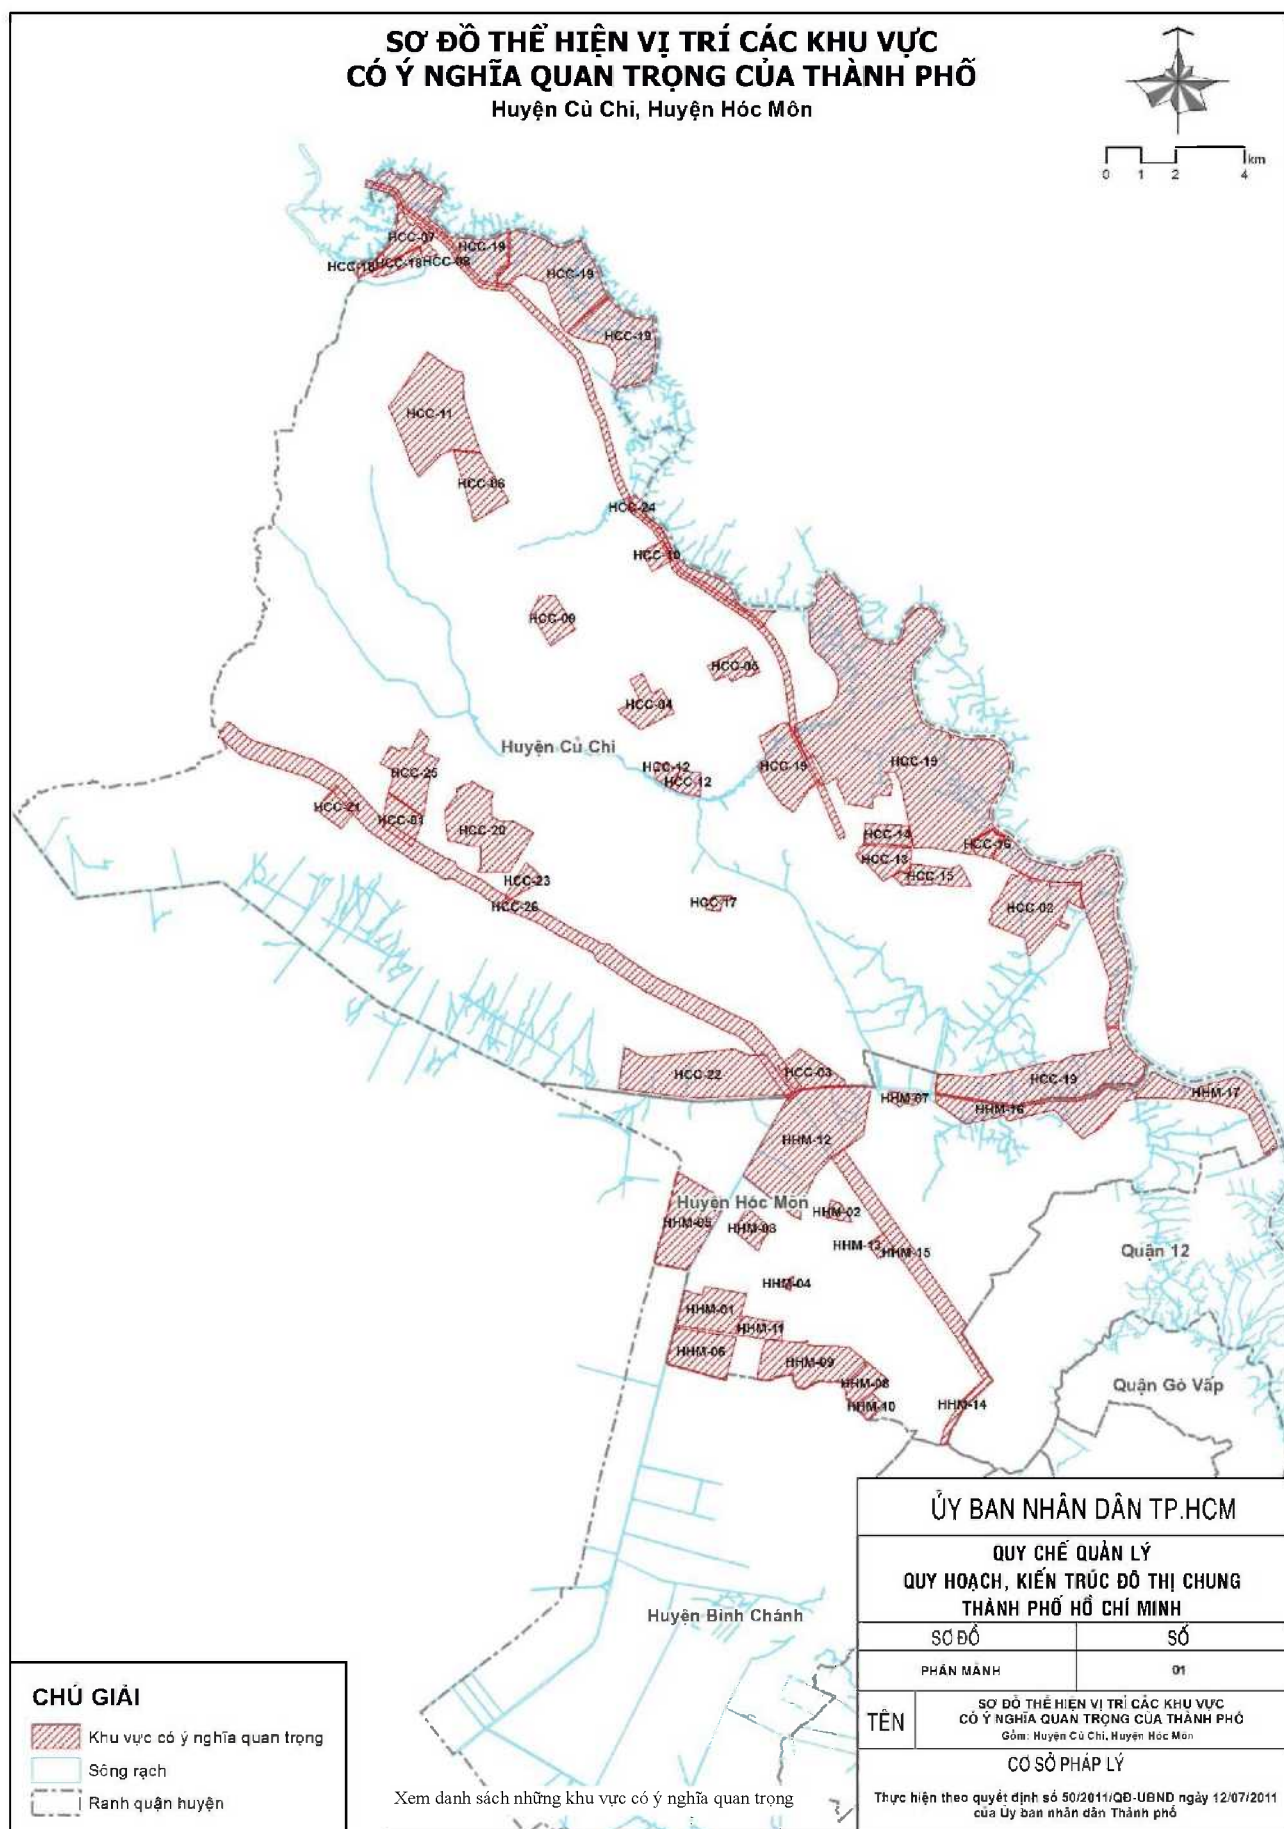 SƠ ĐỒ THỂ HIỆN VỊ TRÍ CÁC KHU VỰC
CÓ Ý NGHĨA QUAN TRỌNG CỦA THÀNH PHỐ
Huyện Củ Chi, Huyện Hóc Môn
km
0 1 2 4
HCC-07
HCC-19
HCC-18
HCC-18
HCC-08
HCC-19
HCC-19
HCC-11
HCC-06
HCC-24
HCC-10
HCC-09
HCC-05
HCC-04
Huyện Củ Chi
HCC-12
HCC-12
HCC-19
HCC-19
HCC-25
HCC-21
HCC-01
HCC-20
HCC-14
HCC-16
HCC-13
HCC-15
HCC-23
HCC-26
HCC-17
HCC-02
HCC-22
HCC-03
HCC-19
HHM-07
HHM-16
HHM-17
HHM-12
Huyện Hóc Môn
HHM-05
HHM-02
HHM-03
HHM-13
HHM-15
Quận 12
HHM-04
HHM-01
HHM-11
HHM-06
HHM-09
HHM-08
HHM-10
HHM-14
Quận Gò Vấp
Huyện Bình Chánh
ỦY BAN NHÂN DÂN TP.HCM
QUY CHẾ QUẢN LÝ
QUY HOẠCH, KIẾN TRÚC ĐÔ THỊ CHUNG
THÀNH PHỐ HỒ CHÍ MINH
SƠ ĐỒ SỐ
PHÂN MẢNH 01
TÊN
SƠ ĐỒ THỂ HIỆN VỊ TRÍ CÁC KHU VỰC
CÓ Ý NGHĨA QUAN TRỌNG CỦA THÀNH PHỐ
Gồm: Huyện Củ Chi, Huyện Hóc Môn
CƠ SỞ PHÁP LÝ
Thực hiện theo quyết định số 50/2011/QĐ-UBND ngày 12/07/2011
của Ủy ban nhân dân Thành phố
CHÚ GIẢI
Khu vực có ý nghĩa quan trọng
Sông rạch
Ranh quận huyện
Xem danh sách những khu vực có ý nghĩa quan trọng